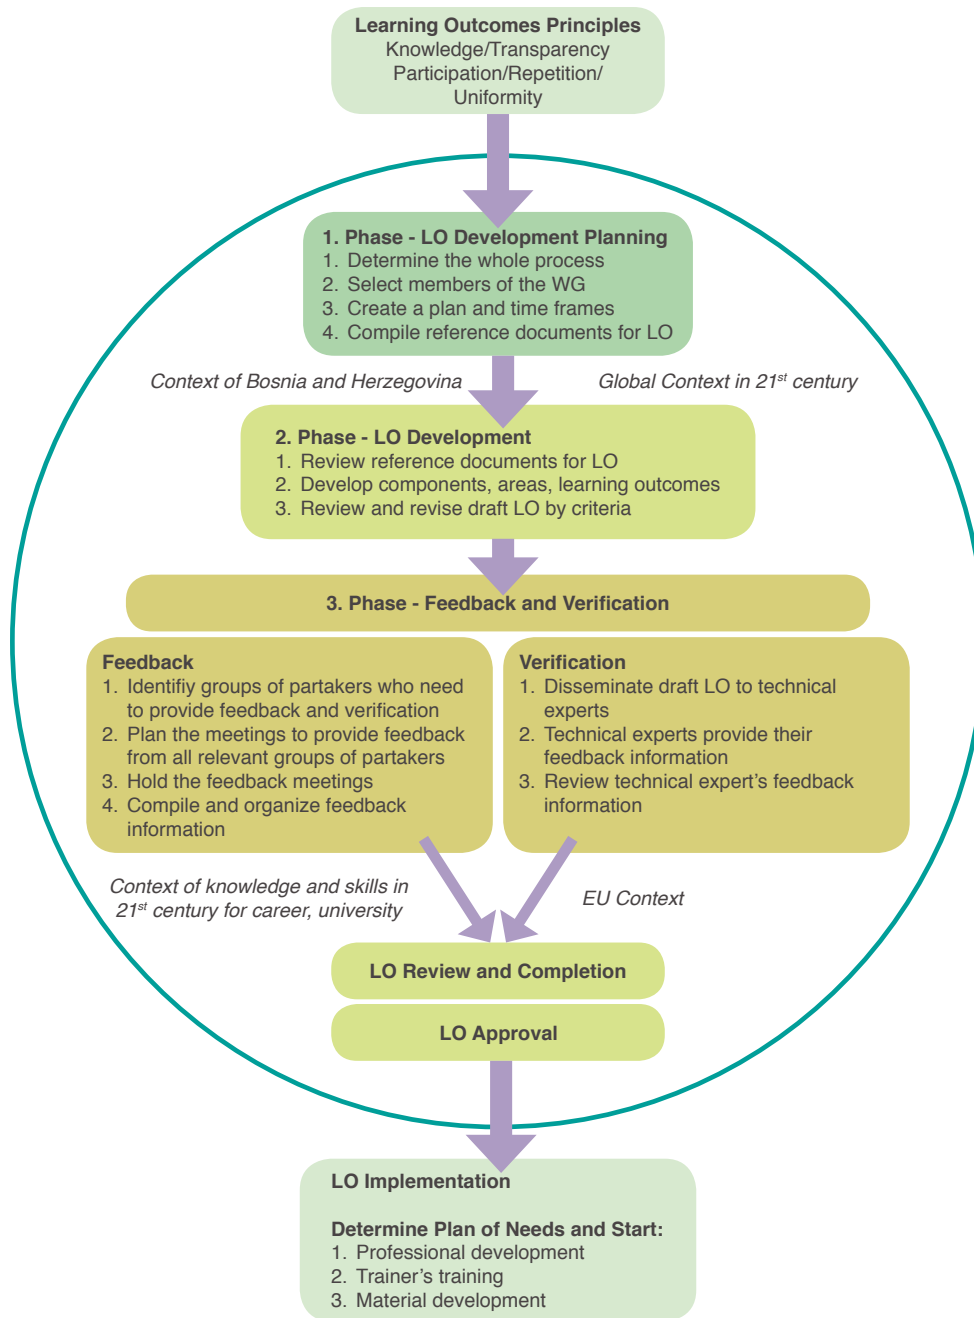 Learning Outcomes Principles
Knowledge/Transparency
Participation/Repetition/
Uniformity
1. Phase - LO Development Planning
1. Determine the whole process
2. Select members of the WG
3. Create a plan and time frames
4. Compile reference documents for LO
Context of Bosnia and Herzegovina
Global Context in 21st century
2. Phase - LO Development
1. Review reference documents for LO
2. Develop components, areas, learning outcomes
3. Review and revise draft LO by criteria
3. Phase - Feedback and Verification
Feedback
1. Identifiy groups of partakers who need
to provide feedback and verification
2. Plan the meetings to provide feedback
from all relevant groups of partakers
3. Hold the feedback meetings
4. Compile and organize feedback
information
Verification
1. Disseminate draft LO to technical
experts
2. Technical experts provide their
feedback information
3. Review technical expert's feedback
information
Context of knowledge and skills in
21st century for career, university
EU Context
LO Review and Completion
LO Approval
LO Implementation
Determine Plan of Needs and Start:
1. Professional development
2. Trainer's training
3. Material development